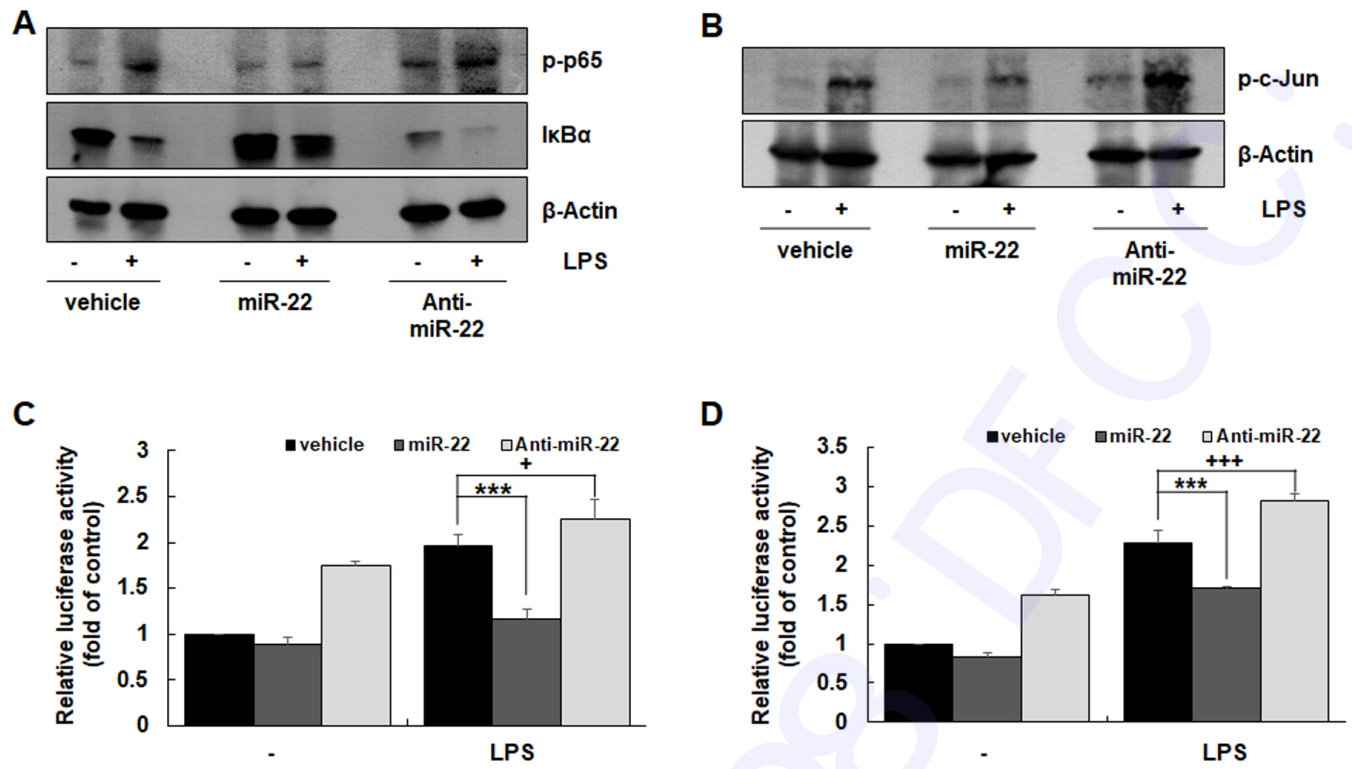 A
p-p65
IκBα
β-Actin
- + - + - + LPS
vehicle miR-22 Anti-
miR-22
B
p-c-Jun
β-Actin
- + - + - + LPS
vehicle miR-22 Anti-
miR-22
C
Relative luciferase activity
(fold of control)
vehicle miR-22 Anti-miR-22
3
2.5
2
1.5
1
0.5
0
+
***
- LPS
D
Relative luciferase activity
(fold of control)
vehicle miR-22 Anti-miR-22
3.5
3
2.5
2
1.5
1
0.5
0
+++
***
- LPS